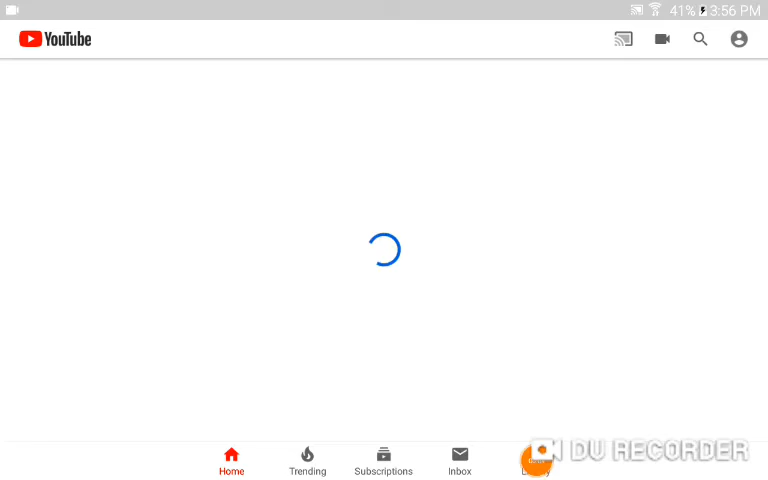 41% 3:56 PM
YouTube
Home Trending Subscriptions Inbox
DU RECORDER